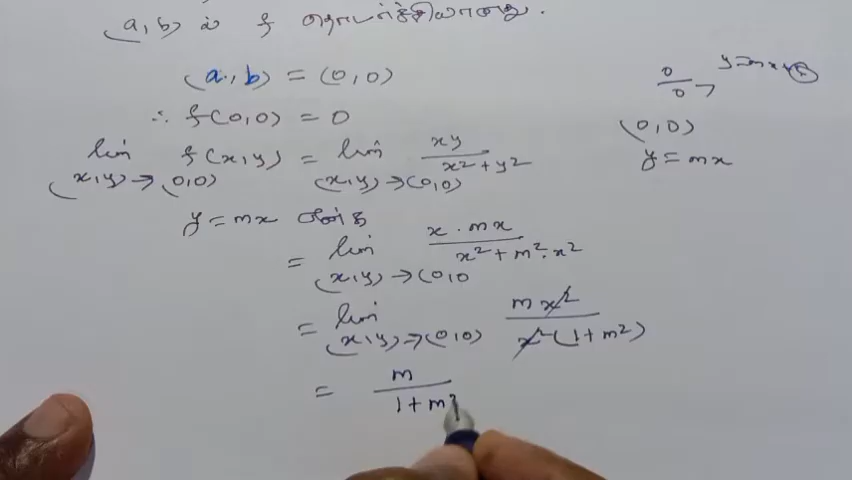 (a, b) ல் f தொடர்ச்சியானது.
(a, b) = (0,0)
∴ f(0,0) = 0
lim (x,y)→(0,0) f(x,y) = lim (x,y)→(0,0) xy / x²+y²
y = mx என்க
= lim (x,y)→(0,0 x · mx / x²+m²·x²
= lim (x,y)→(0,0) mx² / x²(1+m²)
= m / 1+m²
0/0 y=mx
(0,0)
y = mx